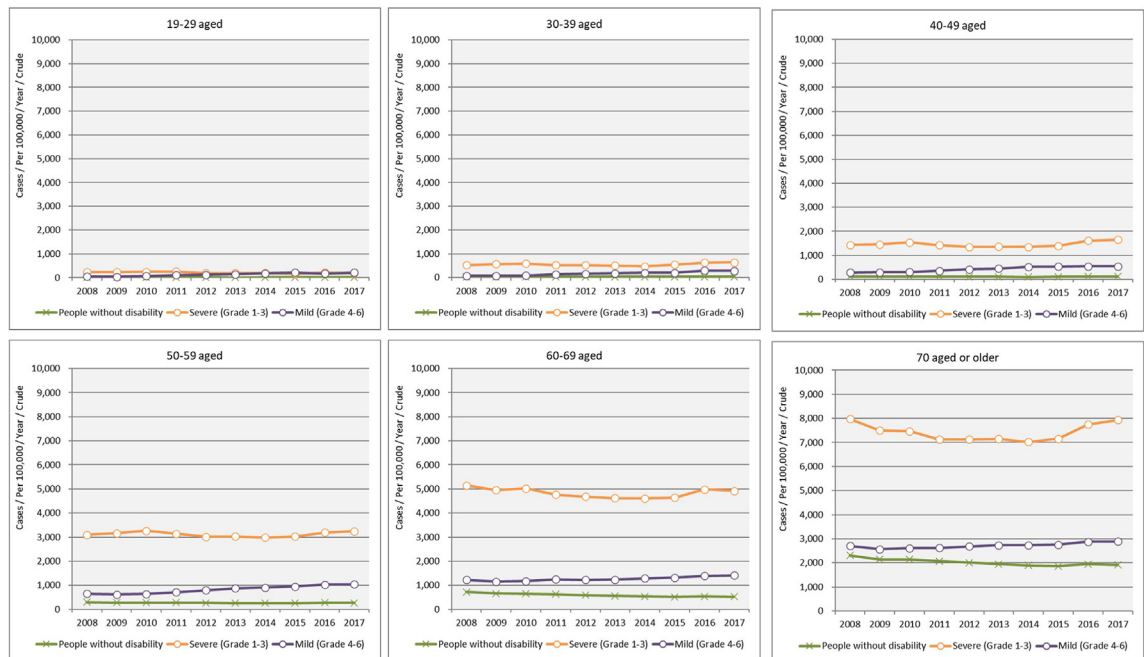 19-29 aged
Cases / Per 100,000 / Year / Crude
10,000
9,000
8,000
7,000
6,000
5,000
4,000
3,000
2,000
1,000
0
2008 2009 2010 2011 2012 2013 2014 2015 2016 2017
People without disability Severe (Grade 1-3) Mild (Grade 4-6)
30-39 aged
Cases / Per 100,000 / Year / Crude
10,000
9,000
8,000
7,000
6,000
5,000
4,000
3,000
2,000
1,000
0
2008 2009 2010 2011 2012 2013 2014 2015 2016 2017
People without disability Severe (Grade 1-3) Mild (Grade 4-6)
40-49 aged
Cases / Per 100,000 / Year / Crude
10,000
9,000
8,000
7,000
6,000
5,000
4,000
3,000
2,000
1,000
0
2008 2009 2010 2011 2012 2013 2014 2015 2016 2017
People without disability Severe (Grade 1-3) Mild (Grade 4-6)
50-59 aged
Cases / Per 100,000 / Year / Crude
10,000
9,000
8,000
7,000
6,000
5,000
4,000
3,000
2,000
1,000
0
2008 2009 2010 2011 2012 2013 2014 2015 2016 2017
People without disability Severe (Grade 1-3) Mild (Grade 4-6)
60-69 aged
Cases / Per 100,000 / Year / Crude
10,000
9,000
8,000
7,000
6,000
5,000
4,000
3,000
2,000
1,000
0
2008 2009 2010 2011 2012 2013 2014 2015 2016 2017
People without disability Severe (Grade 1-3) Mild (Grade 4-6)
70 aged or older
Cases / Per 100,000 / Year / Crude
10,000
9,000
8,000
7,000
6,000
5,000
4,000
3,000
2,000
1,000
0
2008 2009 2010 2011 2012 2013 2014 2015 2016 2017
People without disability Severe (Grade 1-3) Mild (Grade 4-6)